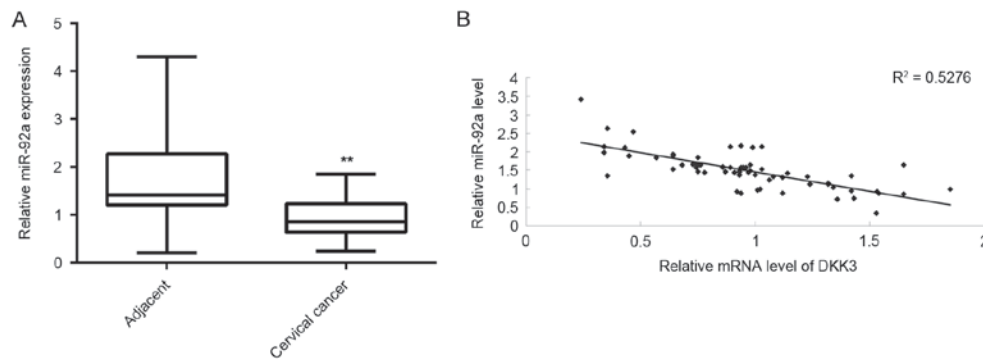 A
Relative miR-92a expression
5
4
3
2
1
0
Adjacent
Cervical cancer
**
B
Relative miR-92a level
4
3.5
3
2.5
2
1.5
1
0.5
0
R² = 0.5276
0
0.5
1
1.5
2
Relative mRNA level of DKK3